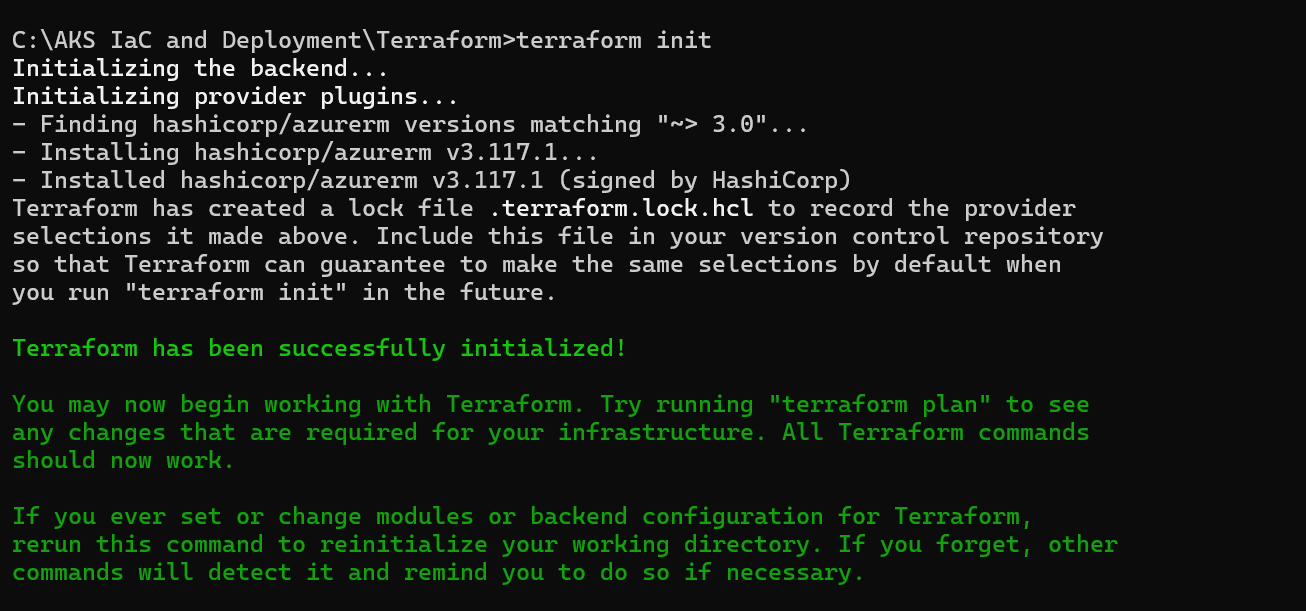 C:\AKS IaC and Deployment\Terraform>terraform init
Initializing the backend...
Initializing provider plugins...
- Finding hashicorp/azurerm versions matching "~> 3.0"...
- Installing hashicorp/azurerm v3.117.1...
- Installed hashicorp/azurerm v3.117.1 (signed by HashiCorp)
Terraform has created a lock file .terraform.lock.hcl to record the provider
selections it made above. Include this file in your version control repository
so that Terraform can guarantee to make the same selections by default when
you run "terraform init" in the future.
Terraform has been successfully initialized!
You may now begin working with Terraform. Try running "terraform plan" to see
any changes that are required for your infrastructure. All Terraform commands
should now work.
If you ever set or change modules or backend configuration for Terraform,
rerun this command to reinitialize your working directory. If you forget, other
commands will detect it and remind you to do so if necessary.